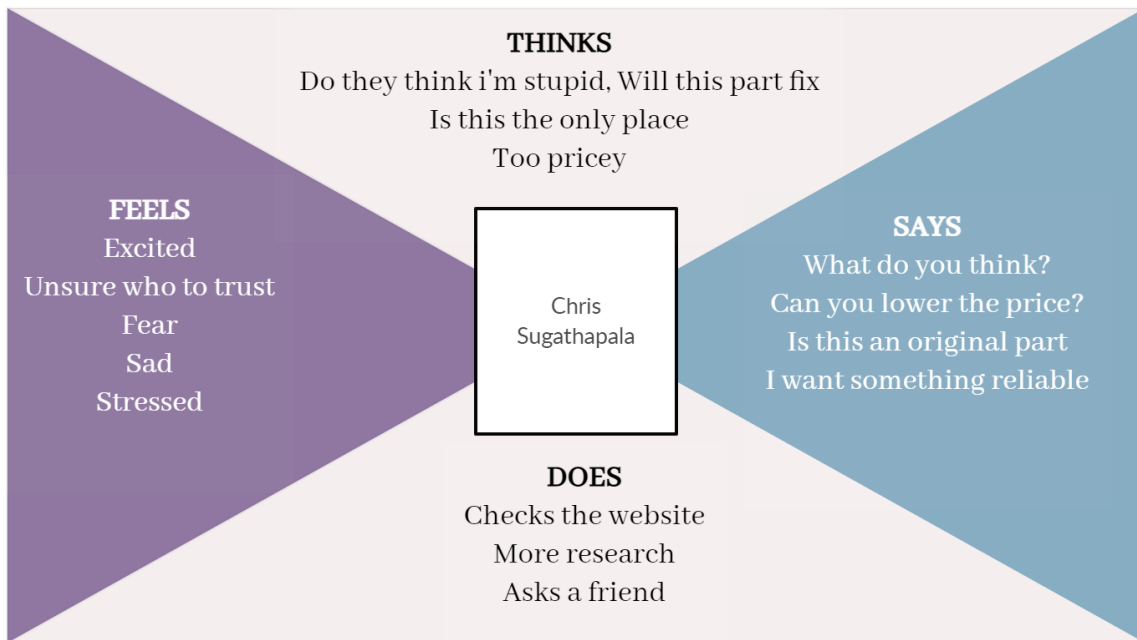 THINKS
Do they think i'm stupid, Will this part fix
Is this the only place
Too pricey
FEELS
Excited
Unsure who to trust
Fear
Sad
Stressed
Chris
Sugathapala
SAYS
What do you think?
Can you lower the price?
Is this an original part
I want something reliable
DOES
Checks the website
More research
Asks a friend